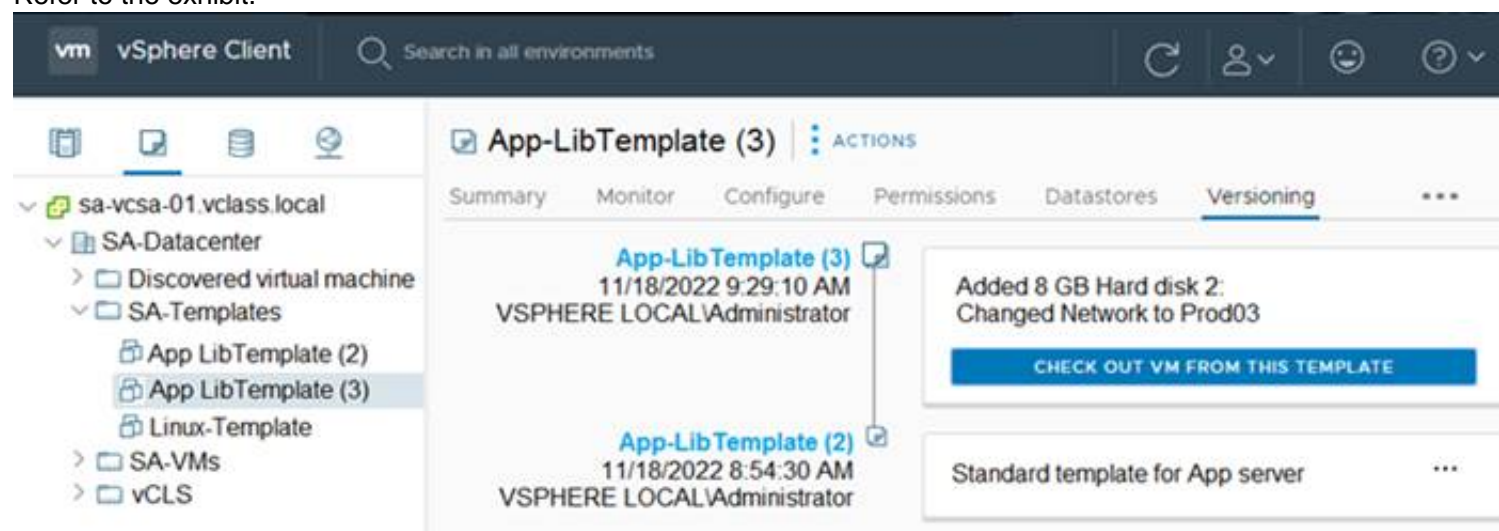 Refer to the exhibit.
vm vSphere Client Search in all environments
App-LibTemplate (3) ACTIONS
Summary Monitor Configure Permissions Datastores Versioning ...
sa-vcsa-01.vclass.local
SA-Datacenter
Discovered virtual machine
SA-Templates
App LibTemplate (2)
App LibTemplate (3)
Linux-Template
SA-VMs
vCLS
App-LibTemplate (3)
11/18/2022 9:29:10 AM
VSPHERE LOCAL\Administrator
Added 8 GB Hard disk 2:
Changed Network to Prod03
CHECK OUT VM FROM THIS TEMPLATE
App-LibTemplate (2)
11/18/2022 8:54:30 AM
VSPHERE LOCAL\Administrator
Standard template for App server ...